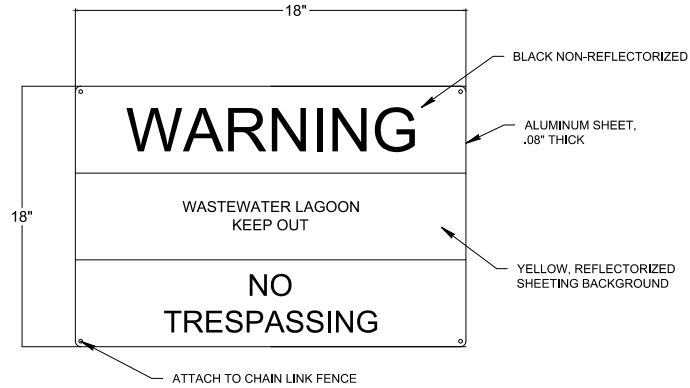 18"
BLACK NON-REFLECTORIZED
WARNING
ALUMINUM SHEET,
.08" THICK
18"
WASTEWATER LAGOON
KEEP OUT
YELLOW, REFLECTORIZED
SHEETING BACKGROUND
NO
TRESPASSING
ATTACH TO CHAIN LINK FENCE